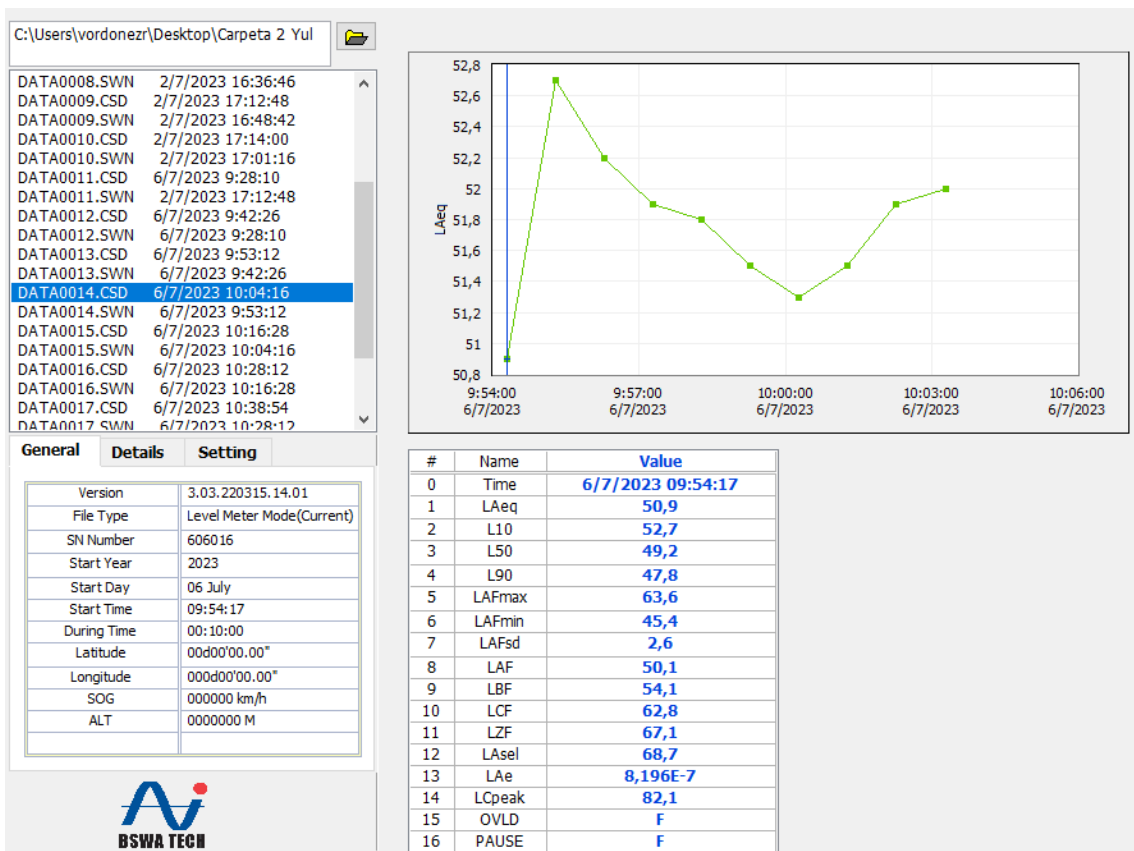 C:\Users\vordonezr\Desktop\Carpeta 2 Yul
DATA0008.SWN 2/7/2023 16:36:46
DATA0009.CSD 2/7/2023 17:12:48
DATA0009.SWN 2/7/2023 16:48:42
DATA0010.CSD 2/7/2023 17:14:00
DATA0010.SWN 2/7/2023 17:01:16
DATA0011.CSD 6/7/2023 9:28:10
DATA0011.SWN 2/7/2023 17:12:48
DATA0012.CSD 6/7/2023 9:42:26
DATA0012.SWN 6/7/2023 9:28:10
DATA0013.CSD 6/7/2023 9:53:12
DATA0013.SWN 6/7/2023 9:42:26
DATA0014.CSD 6/7/2023 10:04:16
DATA0014.SWN 6/7/2023 9:53:12
DATA0015.CSD 6/7/2023 10:16:28
DATA0015.SWN 6/7/2023 10:04:16
DATA0016.CSD 6/7/2023 10:28:12
DATA0016.SWN 6/7/2023 10:16:28
DATA0017.CSD 6/7/2023 10:38:54
DATA0017.SWN 6/7/2023 10:28:12
General Details Setting
Version 3.03.220315.14.01
File Type Level Meter Mode(Current)
SN Number 606016
Start Year 2023
Start Day 06 July
Start Time 09:54:17
During Time 00:10:00
Latitude 00d00'00.00"
Longitude 000d00'00.00"
SOG 000000 km/h
ALT 0000000 M
BSWA TECH
LAeq
52,8
52,6
52,4
52,2
52
51,8
51,6
51,4
51,2
51
50,8
9:54:00 9:57:00 10:00:00 10:03:00 10:06:00
6/7/2023 6/7/2023 6/7/2023 6/7/2023 6/7/2023
# Name Value
0 Time 6/7/2023 09:54:17
1 LAeq 50,9
2 L10 52,7
3 L50 49,2
4 L90 47,8
5 LAFmax 63,6
6 LAFmin 45,4
7 LAFsd 2,6
8 LAF 50,1
9 LBF 54,1
10 LCF 62,8
11 LZF 67,1
12 LAsel 68,7
13 LAe 8,196E-7
14 LCpeak 82,1
15 OVLD F
16 PAUSE F